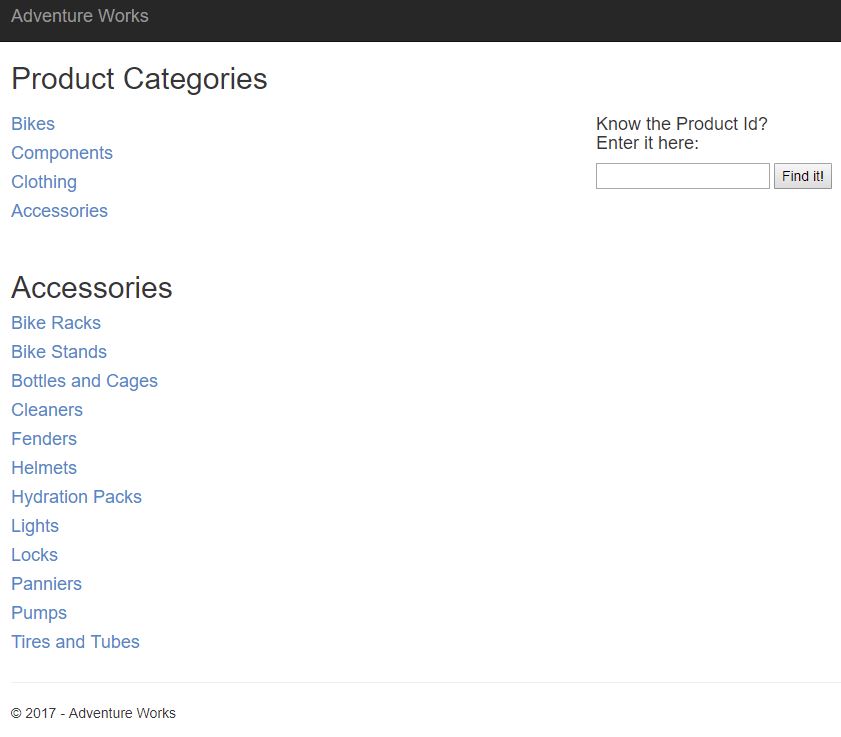 Adventure Works
Product Categories
Bikes
Components
Clothing
Accessories
Know the Product Id?
Enter it here:
Find it!
Accessories
Bike Racks
Bike Stands
Bottles and Cages
Cleaners
Fenders
Helmets
Hydration Packs
Lights
Locks
Panniers
Pumps
Tires and Tubes
© 2017 - Adventure Works